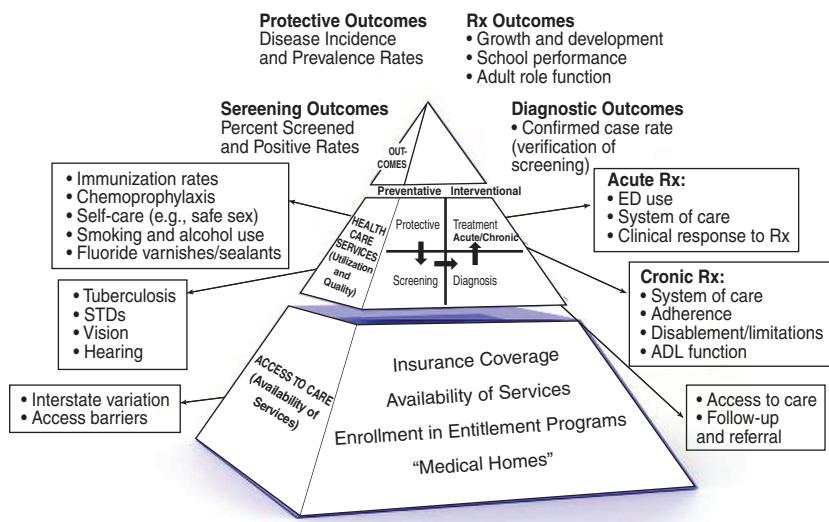 Protective Outcomes
Disease Incidence
and Prevalence Rates
Rx Outcomes
• Growth and development
• School performance
• Adult role function
Sereening Outcomes
Percent Screened
and Positive Rates
Diagnostic Outcomes
• Confirmed case rate
(verification of
screening)
OUT-
COMES
Preventative
Interventional
• Immunization rates
• Chemoprophylaxis
• Self-care (e.g., safe sex)
• Smoking and alcohol use
• Fluoride varnishes/sealants
HEALTH
CARE
SERVICES
(Utilization
and
Quality)
Protective
Treatment
Acute/Chronic
Screening
Diagnosis
Acute Rx:
• ED use
• System of care
• Clinical response to Rx
• Tuberculosis
• STDs
• Vision
• Hearing
Cronic Rx:
• System of care
• Adherence
• Disablement/limitations
• ADL function
ACCESS TO CARE
(Availability of
Services)
Insurance Coverage
Availability of Services
Enrollment in Entitlement Programs
“Medical Homes”
• Interstate variation
• Access barriers
• Access to care
• Follow-up
and referral